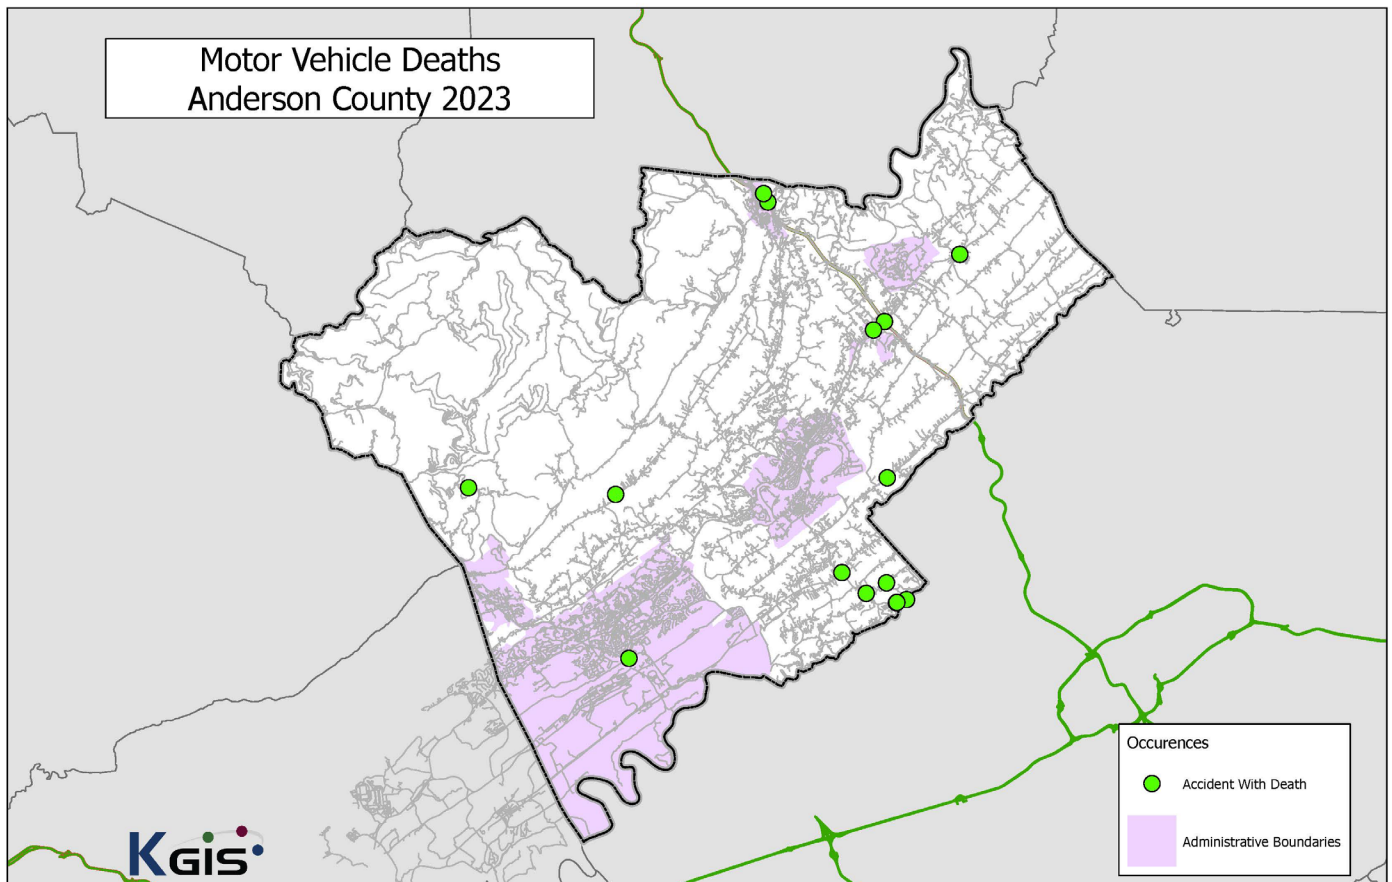 Motor Vehicle Deaths
Anderson County 2023
Occurences
Accident With Death
Administrative Boundaries
KGIS